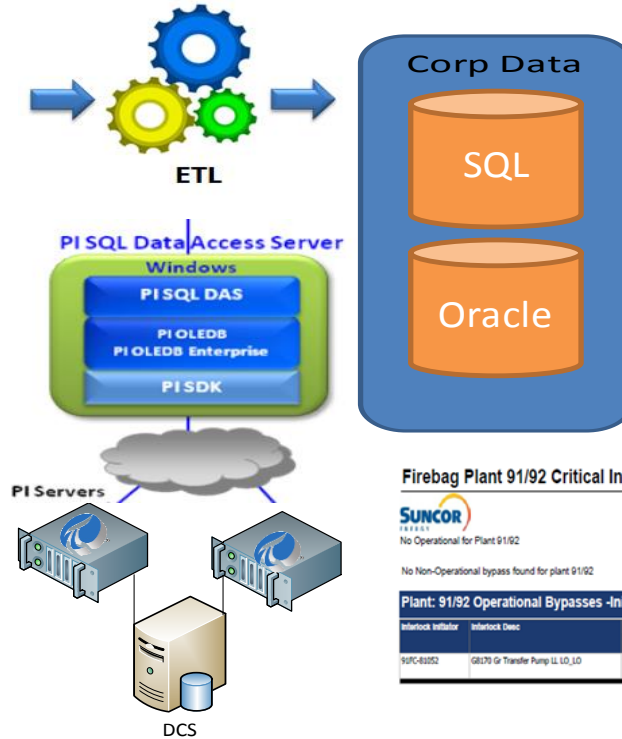 ETL
Corp Data
SQL
Oracle
PI SQL Data Access Server
Windows
PI SQL DAS
PI OLEDB
PI OLEDB Enterprise
PI SDK
PI Servers
DCS
Firebag Plant 91/92 Critical In
SUNCOR
ENERGY
No Operational for Plant 91/92
No Non-Operational bypass found for plant 91/92
Plant: 91/92 Operational Bypasses -In
Interlock Initiator Interlock Desc
91FC-81052 G8170 Gr Transfer Pump LL LO_LO